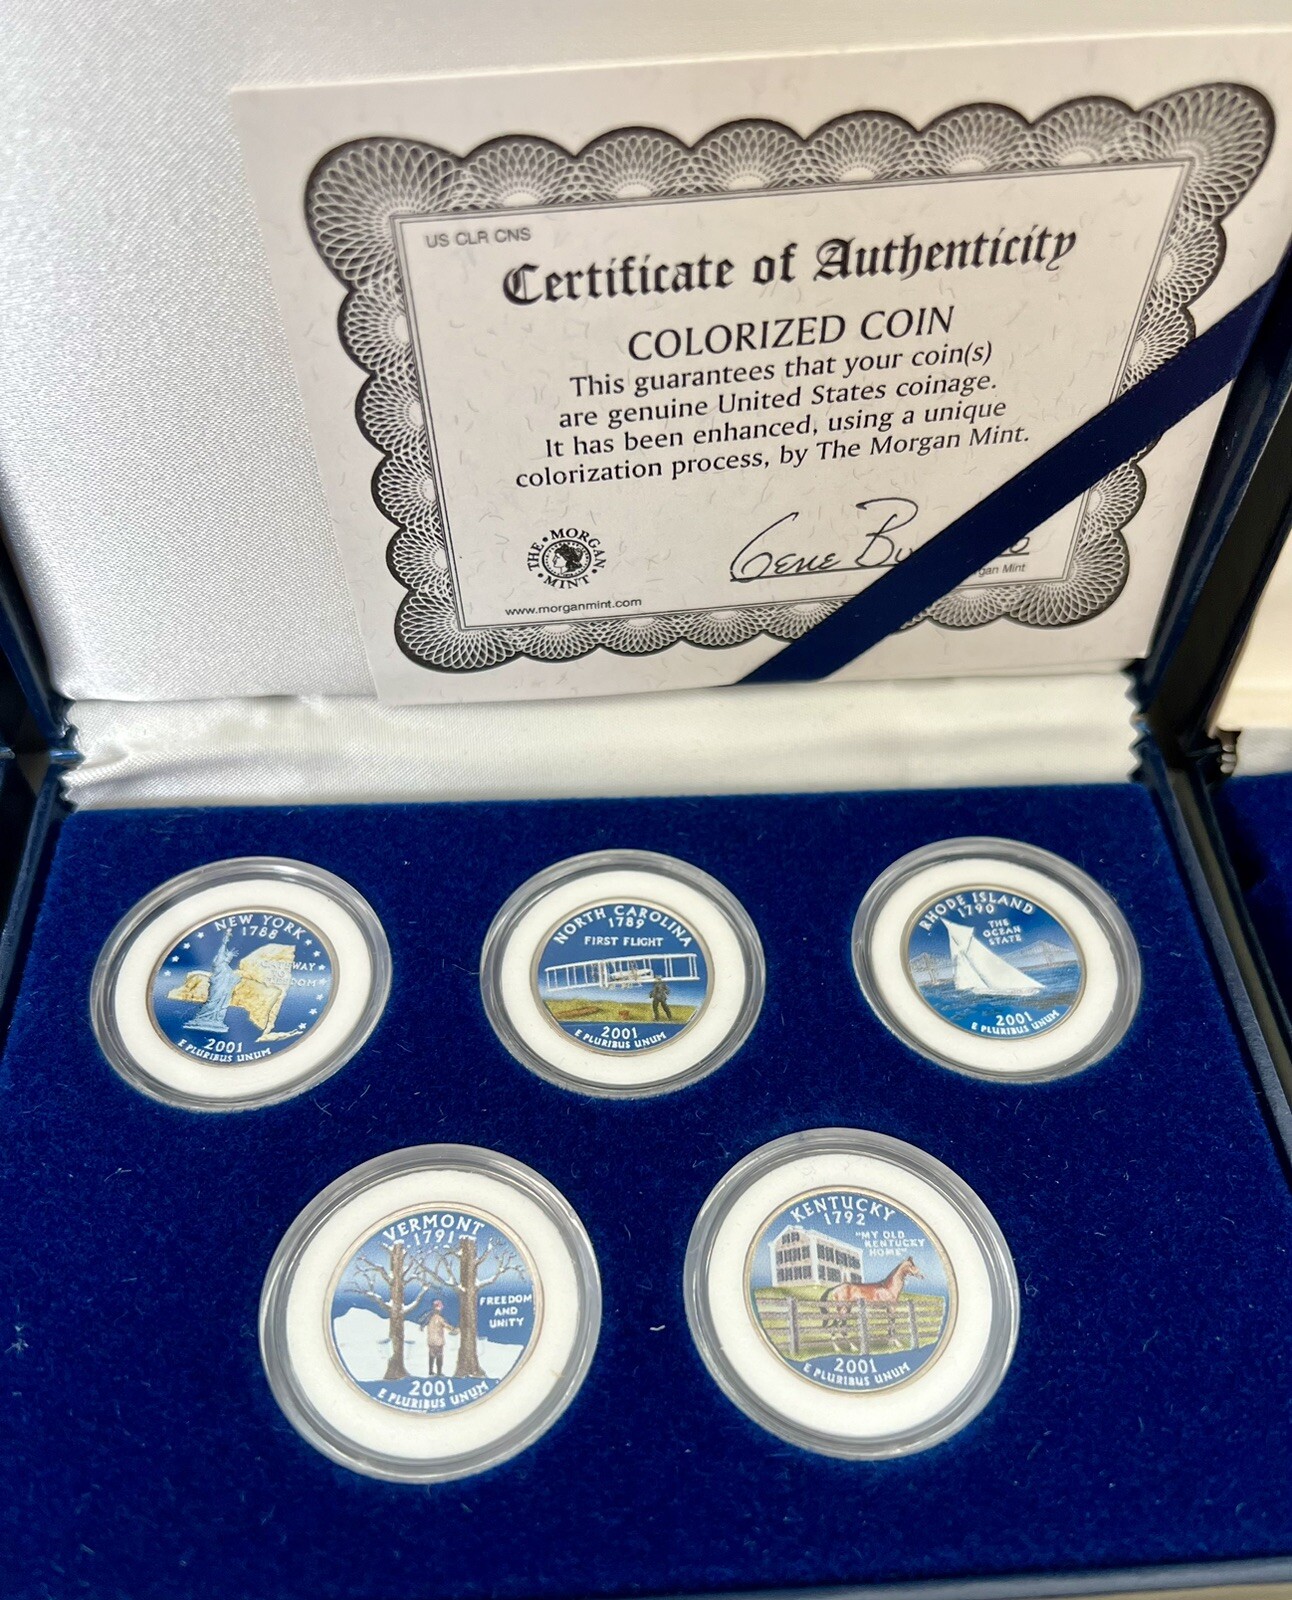 US CLR CNS
Certificate of Authenticity
COLORIZED COIN
This guarantees that your coin(s)
are genuine United States coinage.
It has been enhanced, using a unique
colorization process, by The Morgan Mint.
THE • MORGAN • MINT
Gene
www.morganmint.com
Mint
NEW YORK
1788
2001
E PLURIBUS UNUM
NORTH CAROLINA
1789
FIRST FLIGHT
2001
E PLURIBUS UNUM
RHODE ISLAND
1790
THE
OCEAN
STATE
2001
E PLURIBUS UNUM
VERMONT
1791
FREEDOM
AND
UNITY
2001
E PLURIBUS UNUM
KENTUCKY
1792
"MY OLD
KENTUCKY
HOME"
2001
E PLURIBUS UNUM